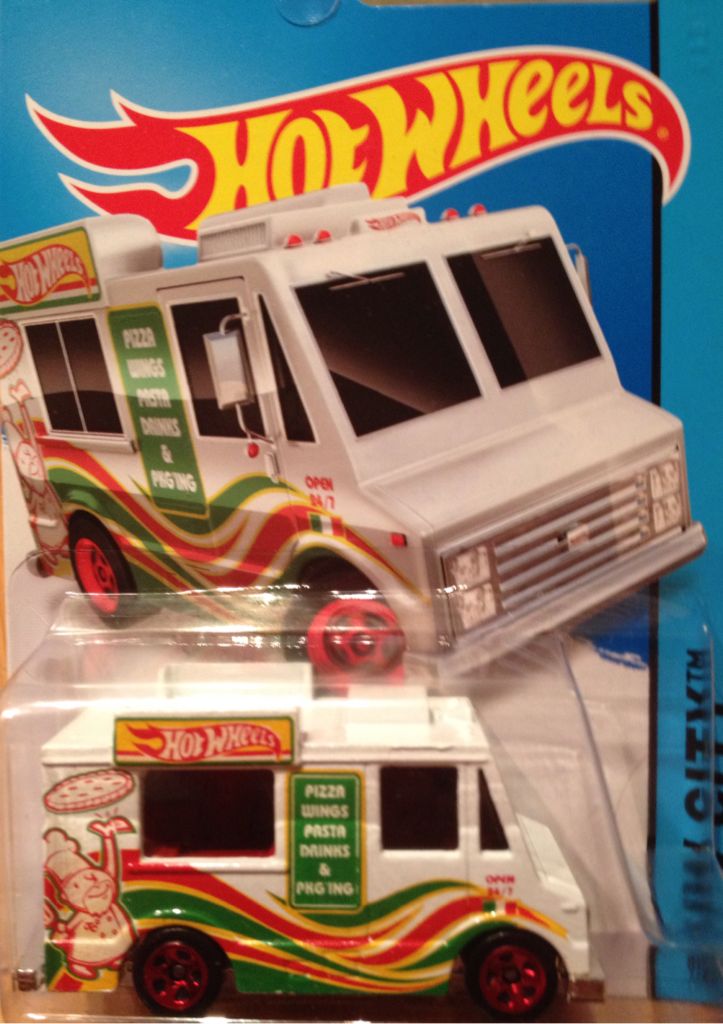 HOT WHEELS®
HOT WHEELS
PIZZA
WINGS
PASTA
DRINKS
&
PKG'ING
OPEN
24/7
CITY™
HOT WHEELS
PIZZA
WINGS
PASTA
DRINKS
&
PKG'ING
OPEN
24/7